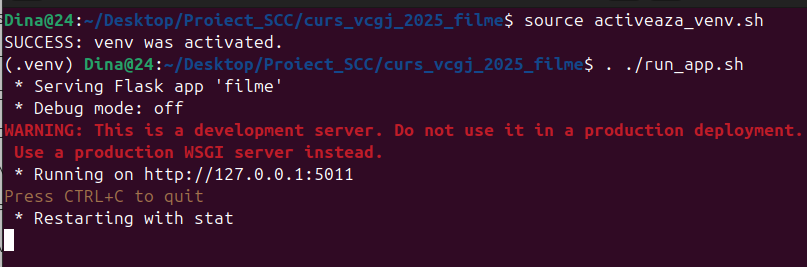 Dina@24:~/Desktop/Proiect_SCC/curs_vcgj_2025_filme$ source activeaza_venv.sh
SUCCESS: venv was activated.
(.venv) Dina@24:~/Desktop/Proiect_SCC/curs_vcgj_2025_filme$ . ./run_app.sh
 * Serving Flask app 'filme'
 * Debug mode: off
WARNING: This is a development server. Do not use it in a production deployment.
 Use a production WSGI server instead.
 * Running on http://127.0.0.1:5011
Press CTRL+C to quit
 * Restarting with stat